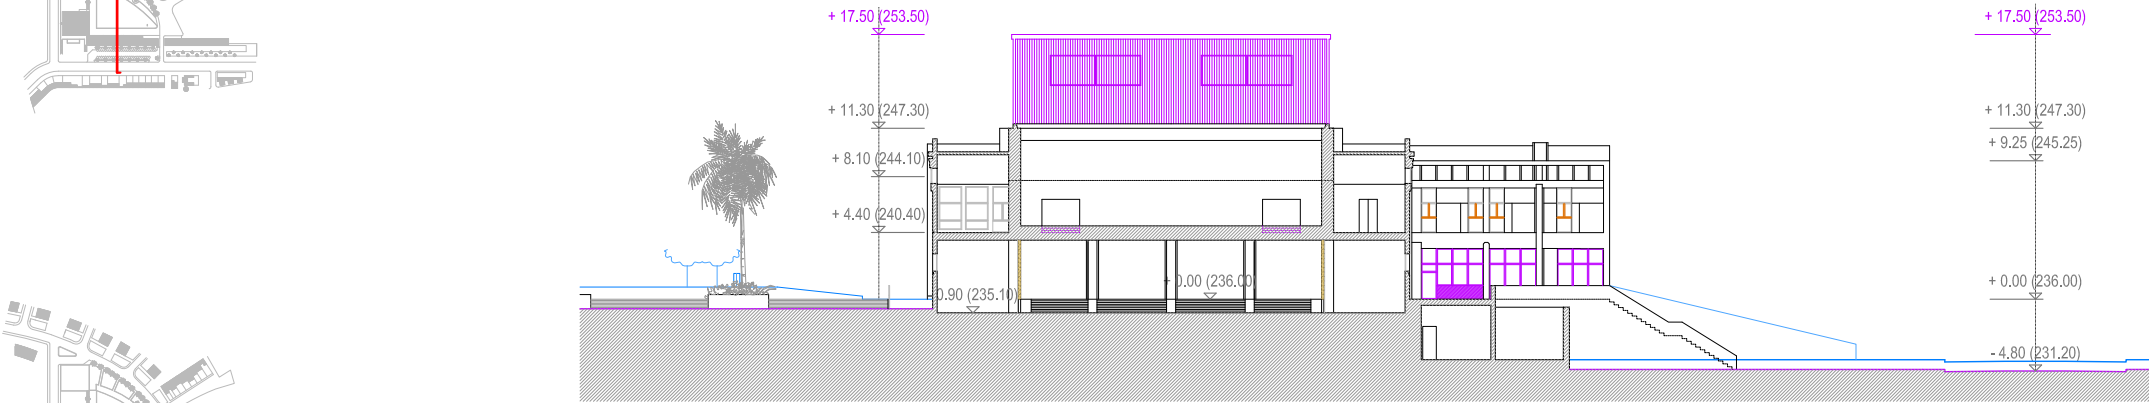 + 17.50 (253.50)
+ 17.50 (253.50)
+ 11.30 (247.30)
+ 11.30 (247.30)
+ 9.25 (245.25)
+ 8.10 (244.10)
+ 4.40 (240.40)
+ 0.00 (236.00)
+ 0.00 (236.00)
0.90 (235.10)
- 4.80 (231.20)